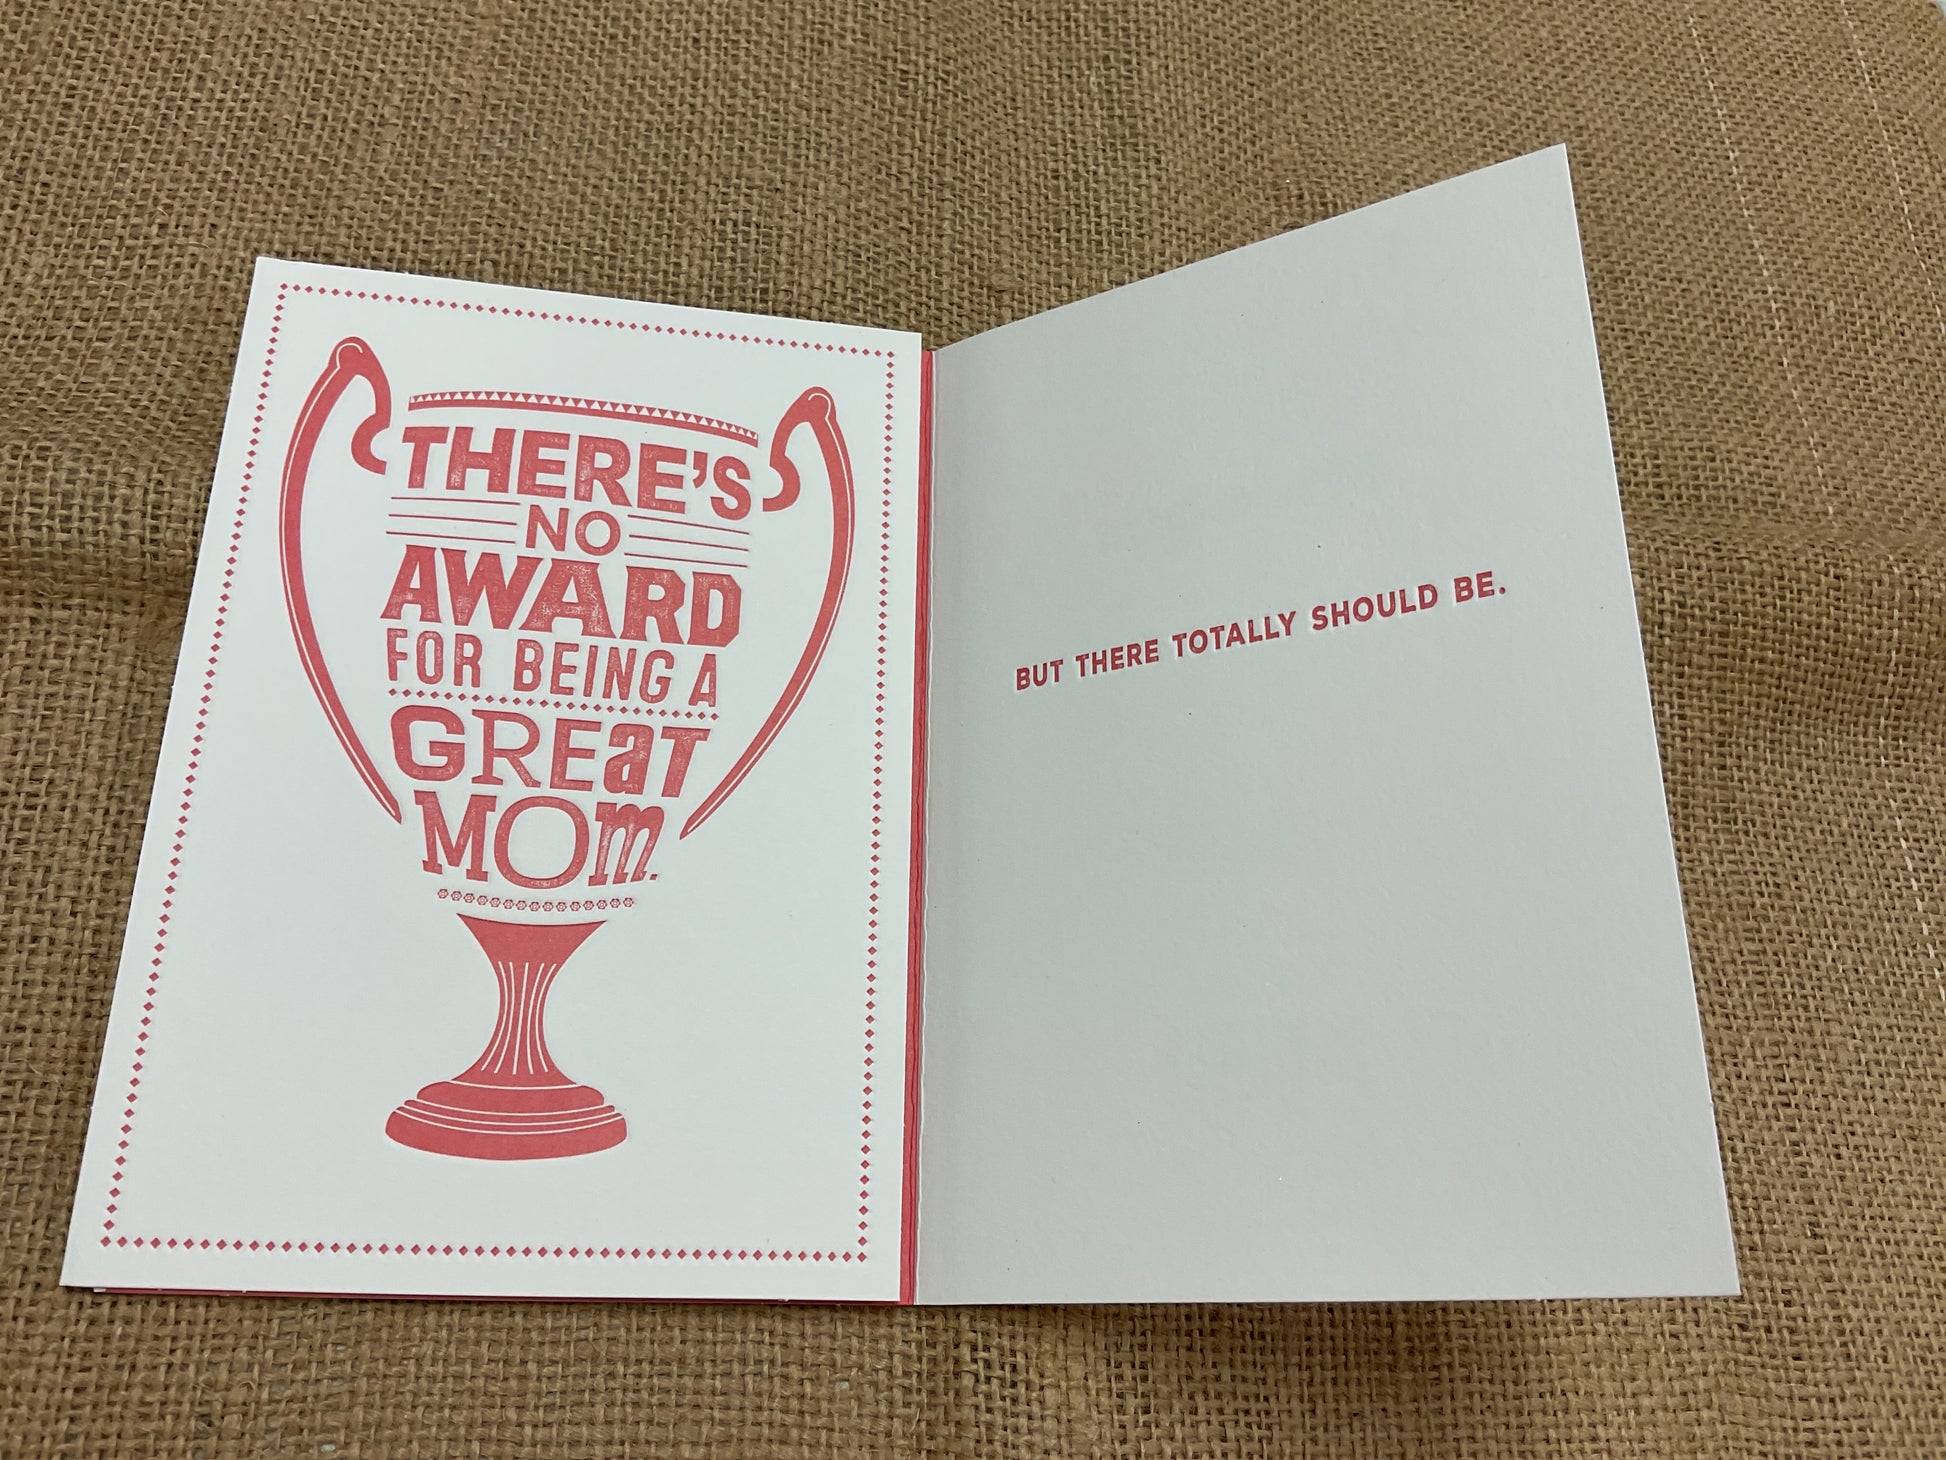 THERE'S
NO
AWARD
FOR BEING A
GREaT
MOm.
BUT THERE TOTALLY SHOULD BE.